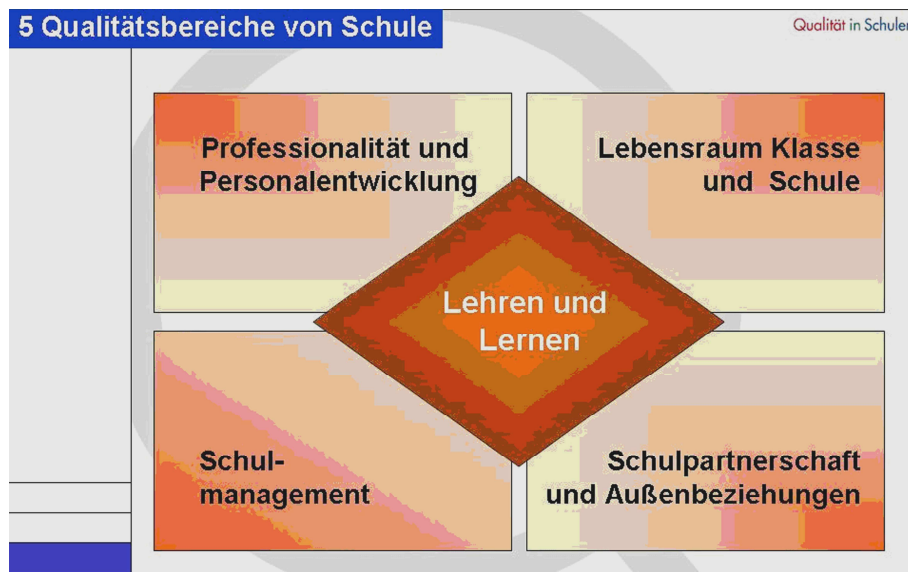 5 Qualitätsbereiche von Schule
Qualität in Schulen
Professionalität und
Personalentwicklung
Lebensraum Klasse
und Schule
Lehren und
Lernen
Schul-
management
Schulpartnerschaft
und Außenbeziehungen